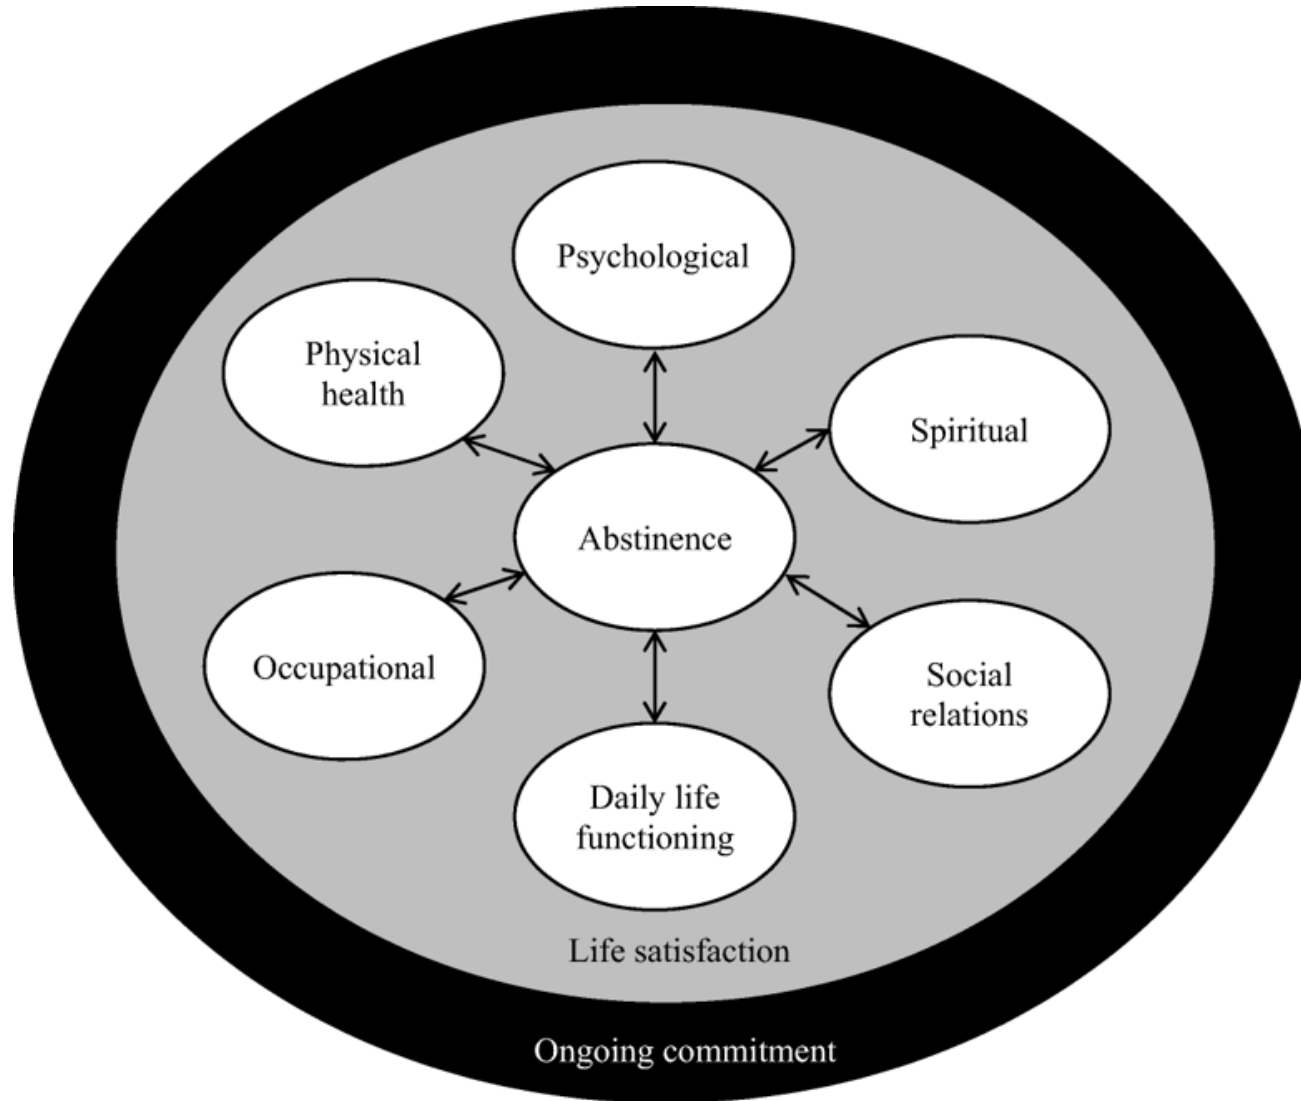 Psychological
Physical
health
Spiritual
Abstinence
Occupational
Social
relations
Daily life
functioning
Life satisfaction
Ongoing commitment